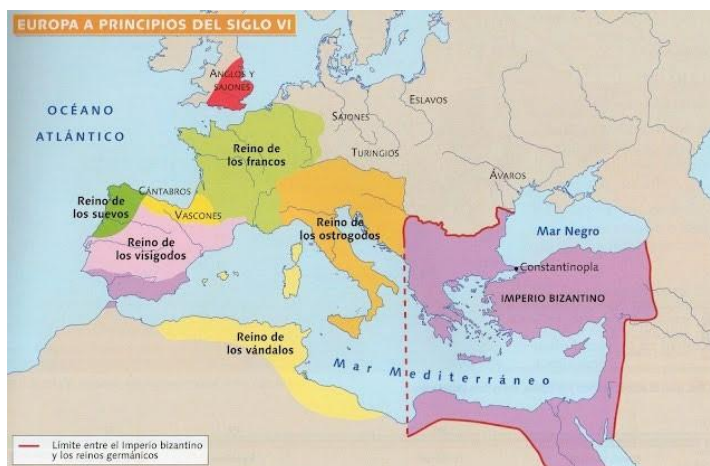 EUROPA A PRINCIPIOS DEL SIGLO VI
ANGLOS Y
SAJONES
OCÉANO
ATLÁNTICO
ESLAVOS
SAJONES
TURINGIOS
Reino de
los francos
ÁVAROS
CÁNTABROS
Reino de
los suevos
VASCONES
Reino de
los ostrogodos
Mar Negro
Reino de
los visigodos
Constantinopla
IMPERIO BIZANTINO
Reino de
los vándalos
Mar Mediterráneo
Límite entre el Imperio bizantino
y los reinos germánicos